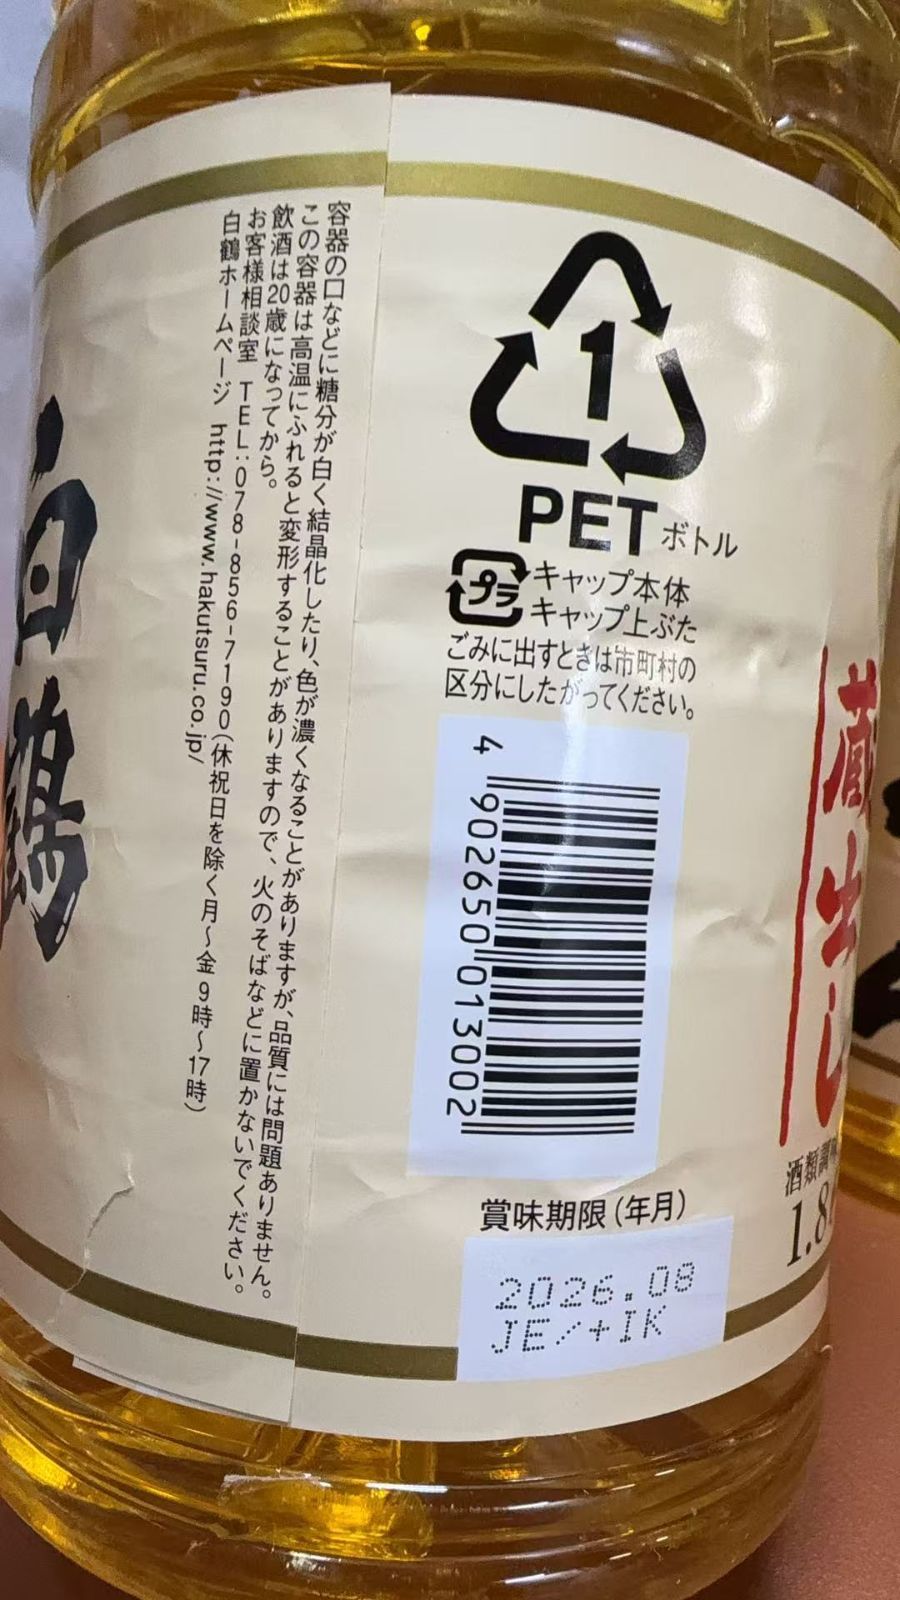 白鶴
容器の口などに糖分が白く結晶化したり、色が濃くなることがありますが、品質には問題ありません。
この容器は高温にふれると変形することがありますので、火のそばなどに置かないでください。
飲酒は20歳になってから。
お客様相談室 TEL:078-856-7190(休祝日を除く月～金 9時～17時)
白鶴ホームページ http://www.hakutsuru.co.jp/
1
PET ボトル
プラ キャップ本体
キャップ上ぶた
ごみに出すときは市町村の
区分にしたがってください。
4 902650 013002
賞味期限(年月)
2026.08
JE/+IK
蔵出し
酒類調味
1.8